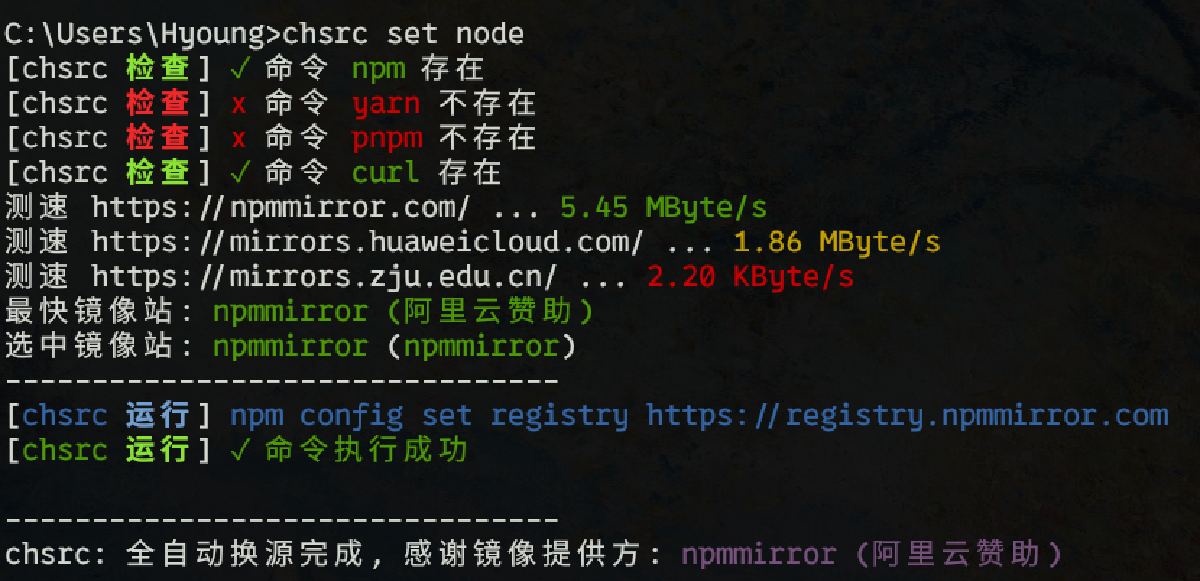 C:\Users\Hyoung>chsrc set node
[chsrc 检查] ✓ 命令 npm 存在
[chsrc 检查] x 命令 yarn 不存在
[chsrc 检查] x 命令 pnpm 不存在
[chsrc 检查] ✓ 命令 curl 存在
测速 https://npmmirror.com/ ... 5.45 MByte/s
测速 https://mirrors.huaweicloud.com/ ... 1.86 MByte/s
测速 https://mirrors.zju.edu.cn/ ... 2.20 KByte/s
最快镜像站: npmmirror (阿里云赞助)
选中镜像站: npmmirror (npmmirror)
--------------------------------
[chsrc 运行] npm config set registry https://registry.npmmirror.com
[chsrc 运行] ✓ 命令执行成功
--------------------------------
chsrc: 全自动换源完成, 感谢镜像提供方: npmmirror (阿里云赞助)